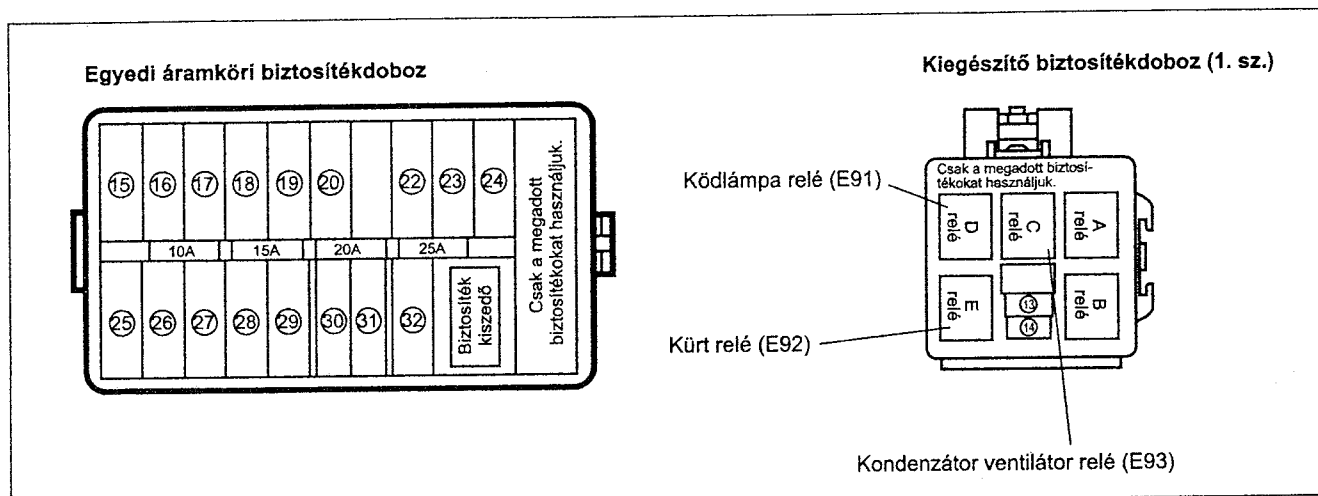 Egyedi áramköri biztosítékdoboz
15 16 17 18 19 20 22 23 24
10A 15A 20A 25A
25 26 27 28 29 30 31 32
Biztosíték
kiszedő
Csak a megadott
biztosítékokat használjuk.
Kiegészítő biztosítékdoboz (1. sz.)
Csak a megadott biztosí-
tékokat használjuk.
D
relé
C
relé
A
relé
E
relé
13
14
B
relé
Ködlámpa relé (E91)
Kürt relé (E92)
Kondenzátor ventilátor relé (E93)